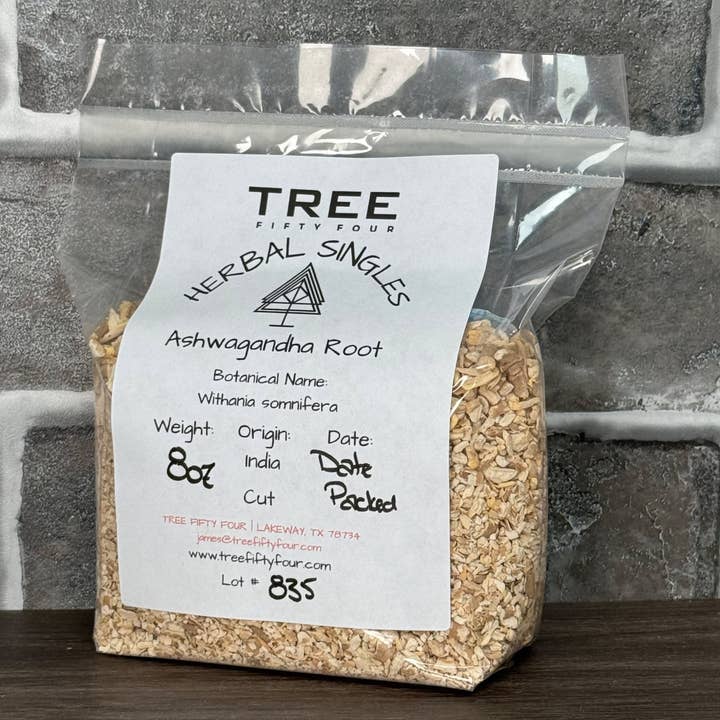 TREE
FIFTY FOUR
HERBAL SINGLES
Ashwagandha Root
Botanical Name:
Withania somnifera
Weight: Origin: Date:
8oz India Date
Cut Packed
TREE FIFTY FOUR | LAKEWAY, TX 78734
james@treefiftyfour.com
www.treefiftyfour.com
Lot # 835